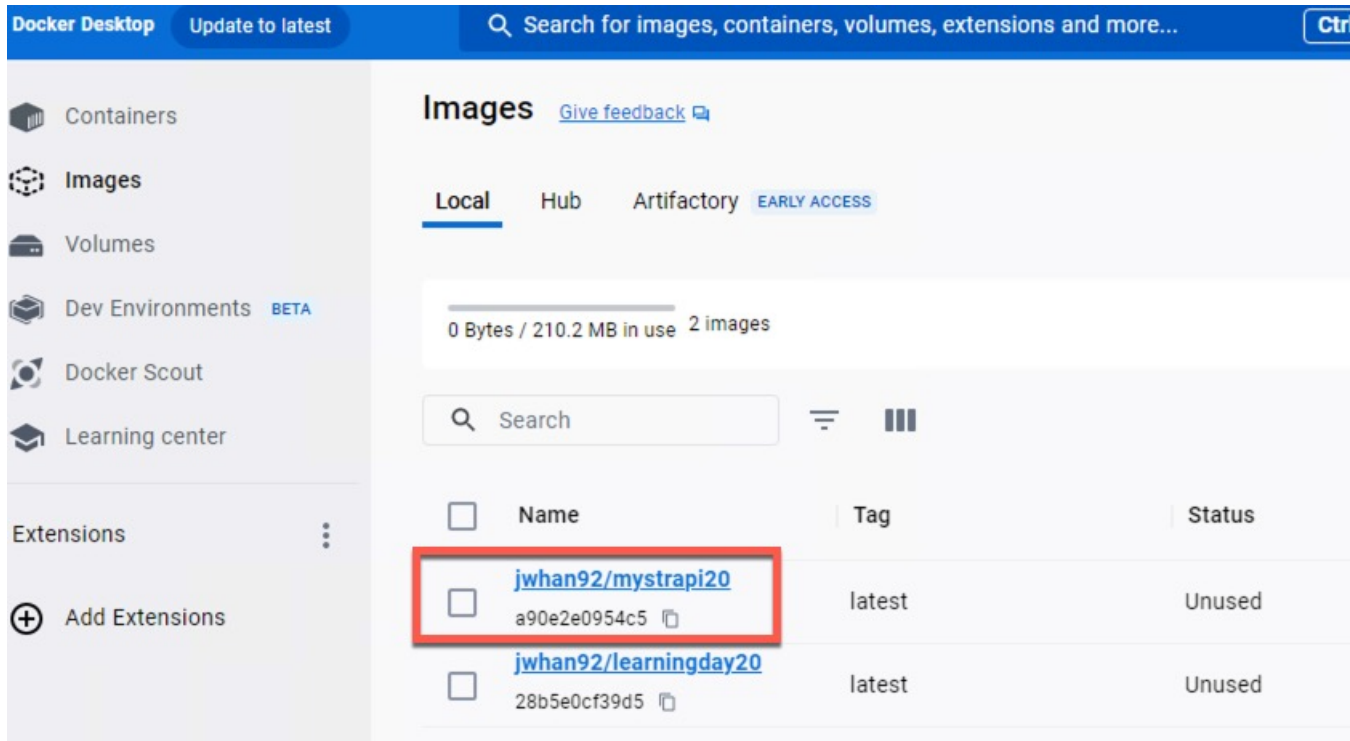 Docker Desktop Update to latest Search for images, containers, volumes, extensions and more...
Containers
Images
Volumes
Dev Environments BETA
Docker Scout
Learning center
Extensions
Add Extensions
Images Give feedback
Local Hub Artifactory EARLY ACCESS
0 Bytes / 210.2 MB in use 2 images
Search
Name Tag Status
jwhan92/mystrapi20
a90e2e0954c5
latest Unused
jwhan92/learningday20
28b5e0cf39d5
latest Unused